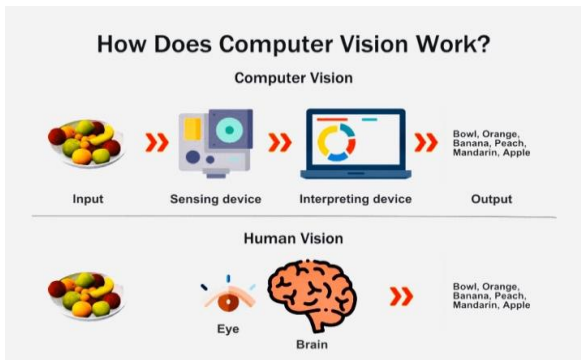 How Does Computer Vision Work?
Computer Vision
Bowl, Orange,
Banana, Peach,
Mandarin, Apple
Input
Sensing device
Interpreting device
Output
Human Vision
Bowl, Orange,
Banana, Peach,
Mandarin, Apple
Eye
Brain